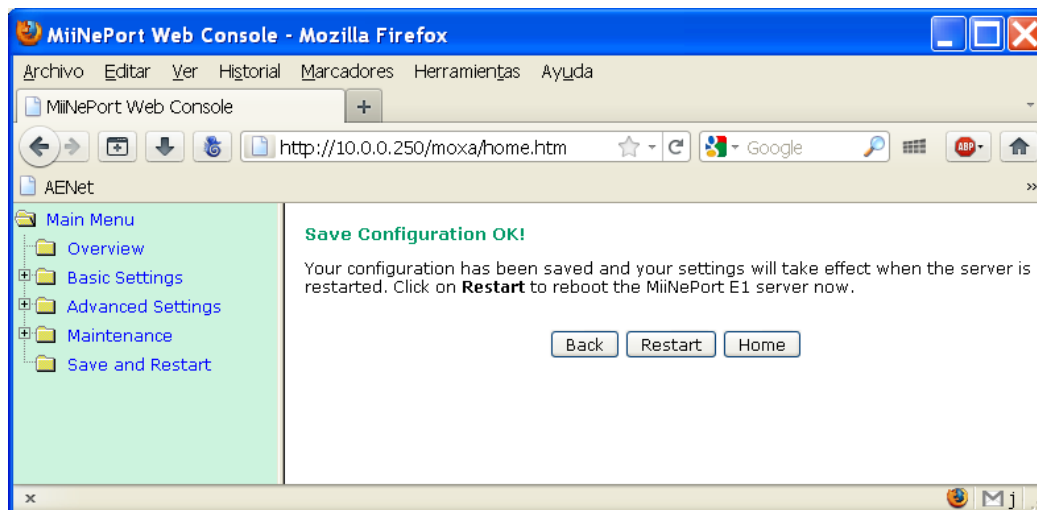 MiiNePort Web Console - Mozilla Firefox
Archivo Editar Ver Historial Marcadores Herramientas Ayuda
MiiNePort Web Console
http://10.0.0.250/moxa/home.htm
Google
ABP
AENet
Main Menu
Overview
Basic Settings
Advanced Settings
Maintenance
Save and Restart
Save Configuration OK!
Your configuration has been saved and your settings will take effect when the server is
restarted. Click on Restart to reboot the MiiNePort E1 server now.
Back Restart Home
j